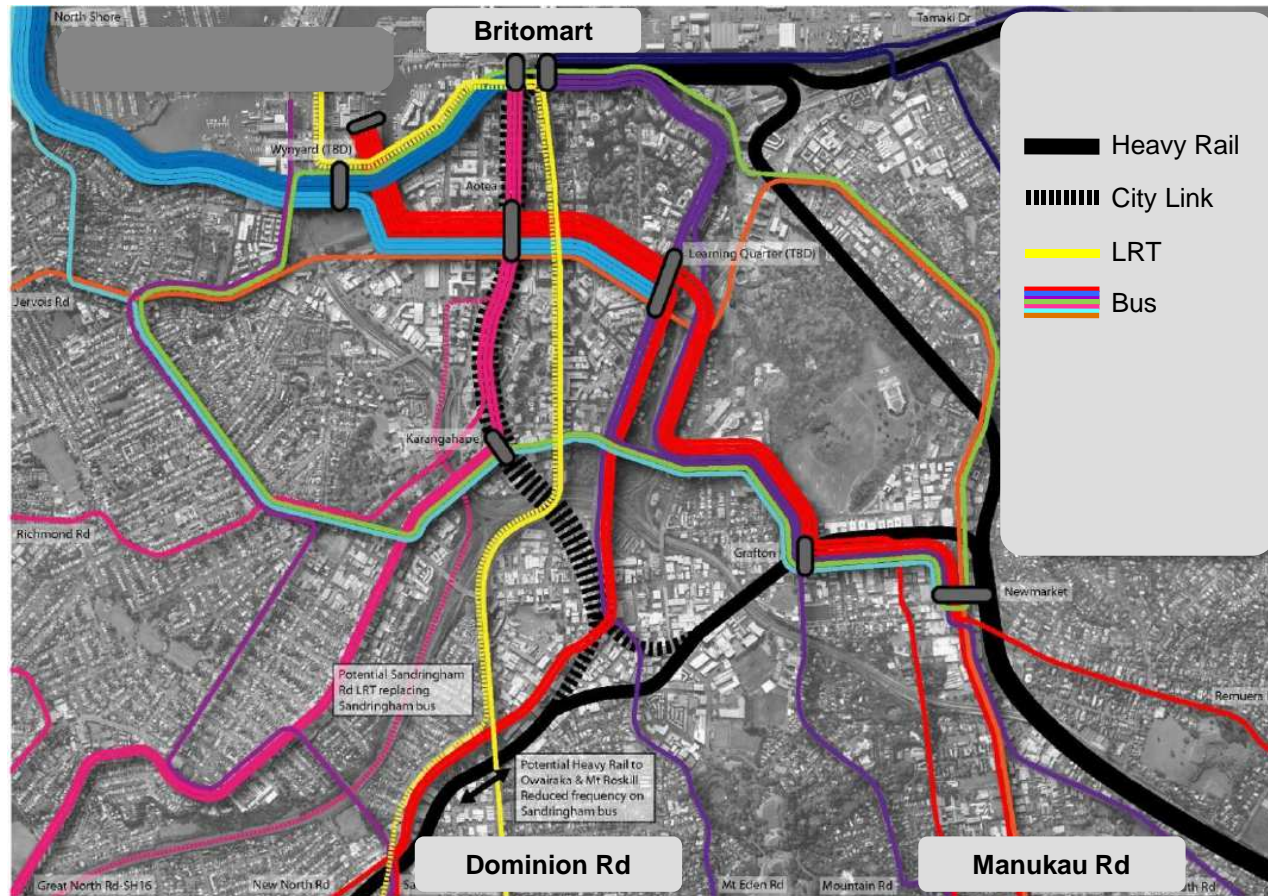 North Shore
Britomart
Tamaki Dr
Heavy Rail
City Link
LRT
Bus
Wynyard (TBD)
Aotea
Learning Quarter (TBD)
Jervois Rd
Karangahape
Richmond Rd
Grafton
Newmarket
Potential Sandringham
Rd LRT replacing
Sandringham bus
Remuera
Potential Heavy Rail to
Owairaka & Mt Roskill
Reduced frequency on
Sandringham bus
Dominion Rd
Manukau Rd
Great North Rd-SH16
New North Rd
Mt Eden Rd
Mountain Rd
th Rd